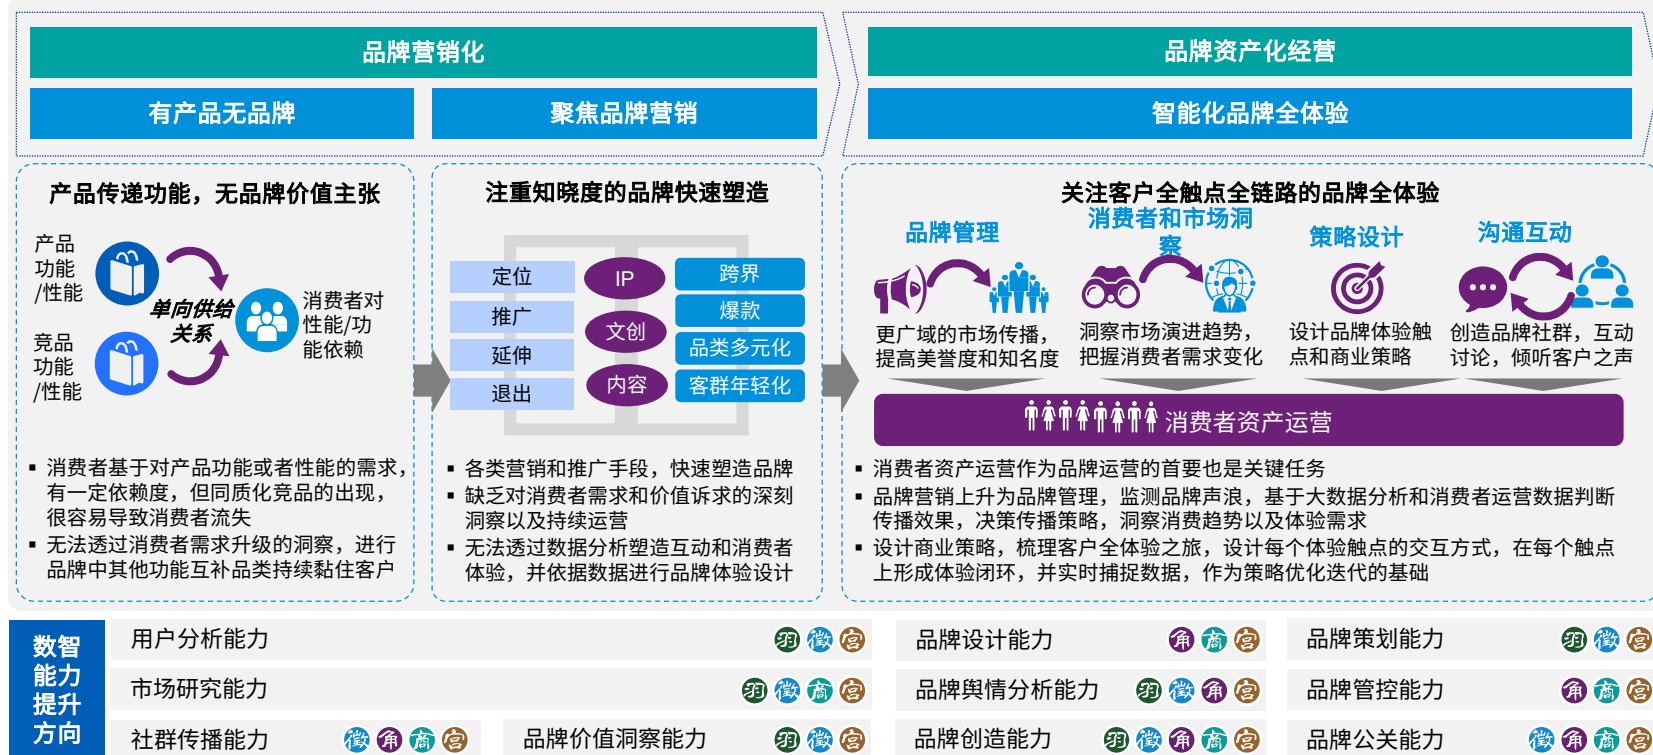 品牌营销化
品牌资产化经营
有产品无品牌
聚焦品牌营销
智能化品牌全体验
产品传递功能，无品牌价值主张
产品
功能
/性能
竞品
功能
/性能
单向供给
关系
消费者对
性能/功
能依赖
消费者基于对产品功能或者性能的需求，
有一定依赖度，但同质化竞品的出现，
很容易导致消费者流失
无法透过消费者需求升级的洞察，进行
品牌中其他功能互补品类持续黏住客户
注重知晓度的品牌快速塑造
定位
推广
延伸
退出
IP
文创
内容
跨界
爆款
品类多元化
客群年轻化
各类营销和推广手段，快速塑造品牌
缺乏对消费者需求和价值诉求的深刻
洞察以及持续运营
无法透过数据分析塑造互动和消费者
体验，并依据数据进行品牌体验设计
关注客户全触点全链路的品牌全体验
品牌管理
更广域的市场传播，
提高美誉度和知名度
消费者和市场洞
察
洞察市场演进趋势，
把握消费者需求变化
策略设计
设计品牌体验触
点和商业策略
沟通互动
创造品牌社群，互动
讨论，倾听客户之声
消费者资产运营
消费者资产运营作为品牌运营的首要也是关键任务
品牌营销上升为品牌管理，监测品牌声浪，基于大数据分析和消费者运营数据判断
传播效果，决策传播策略，洞察消费趋势以及体验需求
设计商业策略，梳理客户全体验之旅，设计每个体验触点的交互方式，在每个触点
上形成体验闭环，并实时捕捉数据，作为策略优化迭代的基础
数智
能力
提升
方向
用户分析能力 羽 徵 宫
品牌设计能力 角 商 宫
品牌策划能力 羽 徵 宫
市场研究能力 羽 徵 商 宫
品牌舆情分析能力 羽 徵 角 宫
品牌管控能力 角 商 宫
社群传播能力 徵 角 商 宫
品牌价值洞察能力 羽 徵 宫
品牌创造能力 羽 徵 角 商 宫
品牌公关能力 徵 角 商 宫